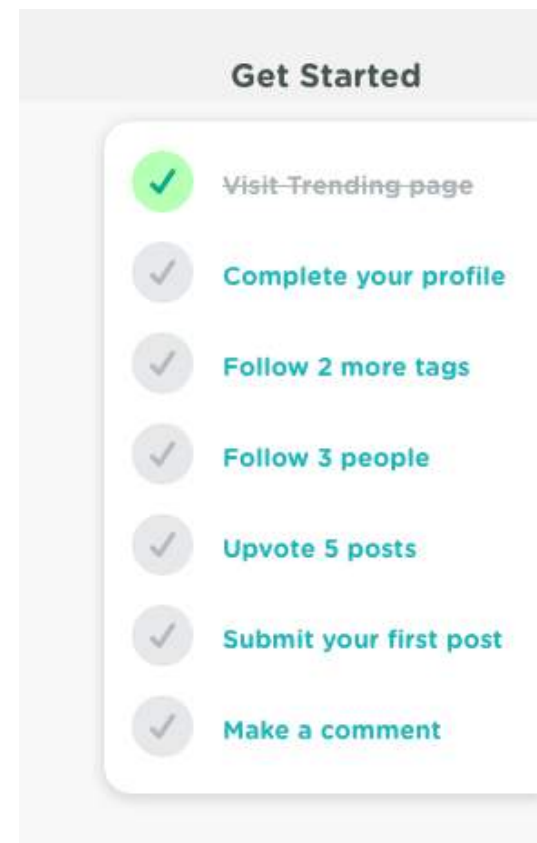 Get Started
Visit Trending page
Complete your profile
Follow 2 more tags
Follow 3 people
Upvote 5 posts
Submit your first post
Make a comment